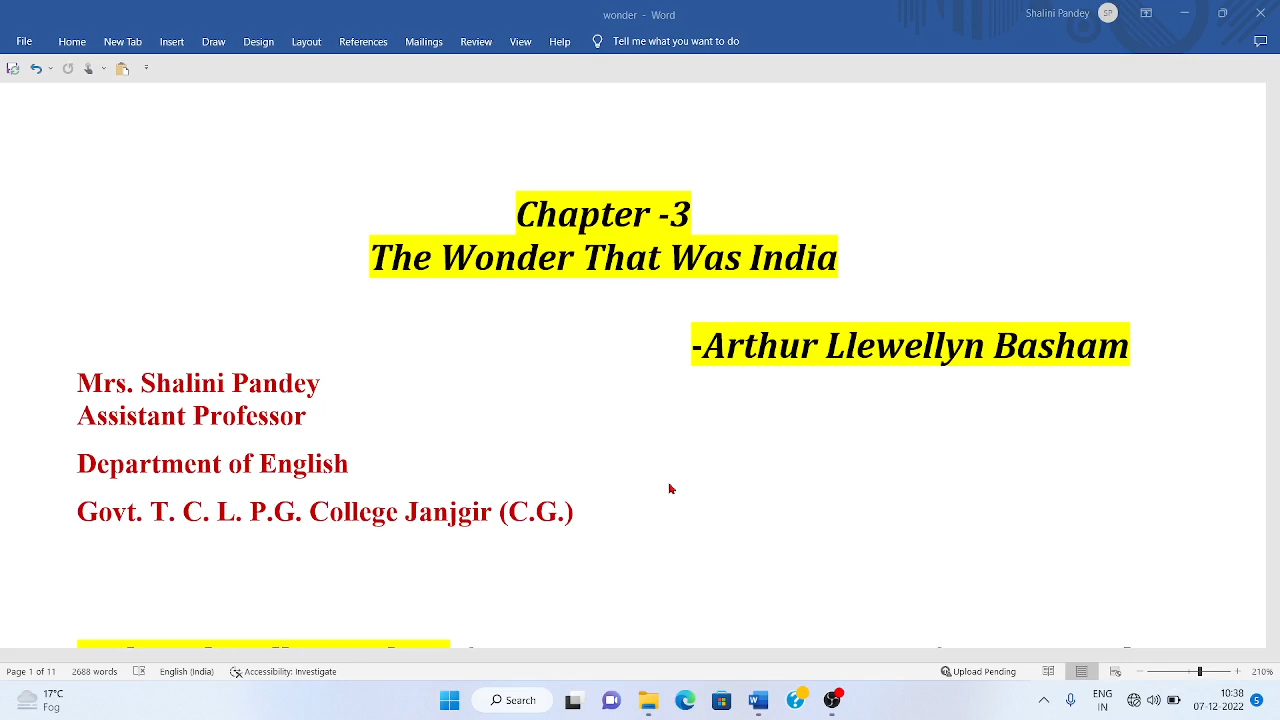 wonder - Word
Shalini Pandey SP
File Home New Tab Insert Draw Design Layout References Mailings Review View Help Tell me what you want to do
Chapter -3
The Wonder That Was India
-Arthur Llewellyn Basham
Mrs. Shalini Pandey
Assistant Professor
Department of English
Govt. T. C. L. P.G. College Janjgir (C.G.)
Page 1 of 11 2688 words English (India) Accessibility: Investigate Upload Pending 210%
17°C
Fog
Search
ENG
IN
10:38
07-12-2022
5